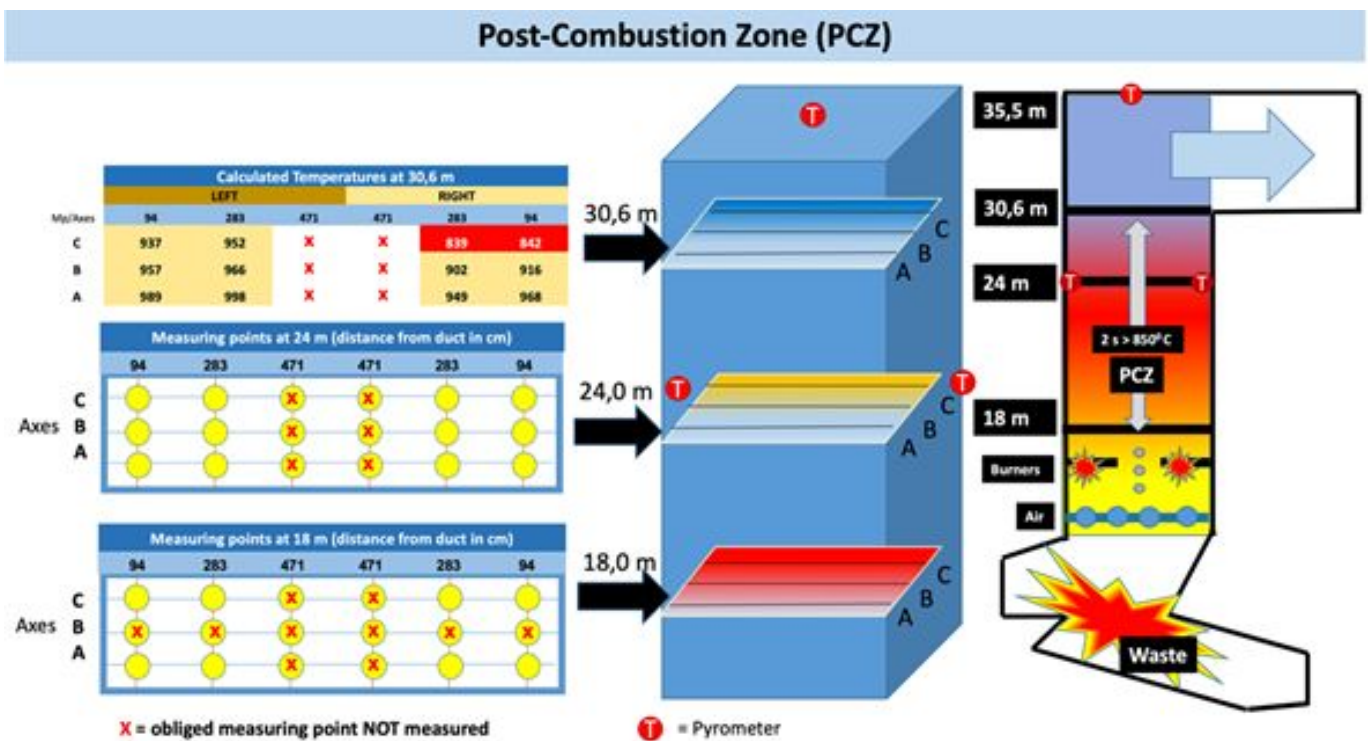 Post-Combustion Zone (PCZ)
Calculated Temperatures at 30,6 m
LEFT RIGHT
Mp/Axes 94 283 471 471 283 94
C 937 952 X X 839 842
B 957 966 X X 902 916
A 989 998 X X 949 968
Measuring points at 24 m (distance from duct in cm)
94 283 471 471 283 94
C X X
Axes B X X
A X X
Measuring points at 18 m (distance from duct in cm)
94 283 471 471 283 94
C X X
Axes B X X X X X X
A X X
X = obliged measuring point NOT measured
30,6 m
24,0 m
18,0 m
T
C
B
A
T T
C
B
A
C
B
A
T = Pyrometer
35,5 m
30,6 m
24 m
18 m
Burners
Air
T
T T
2 s > 850⁰ C
PCZ
Waste